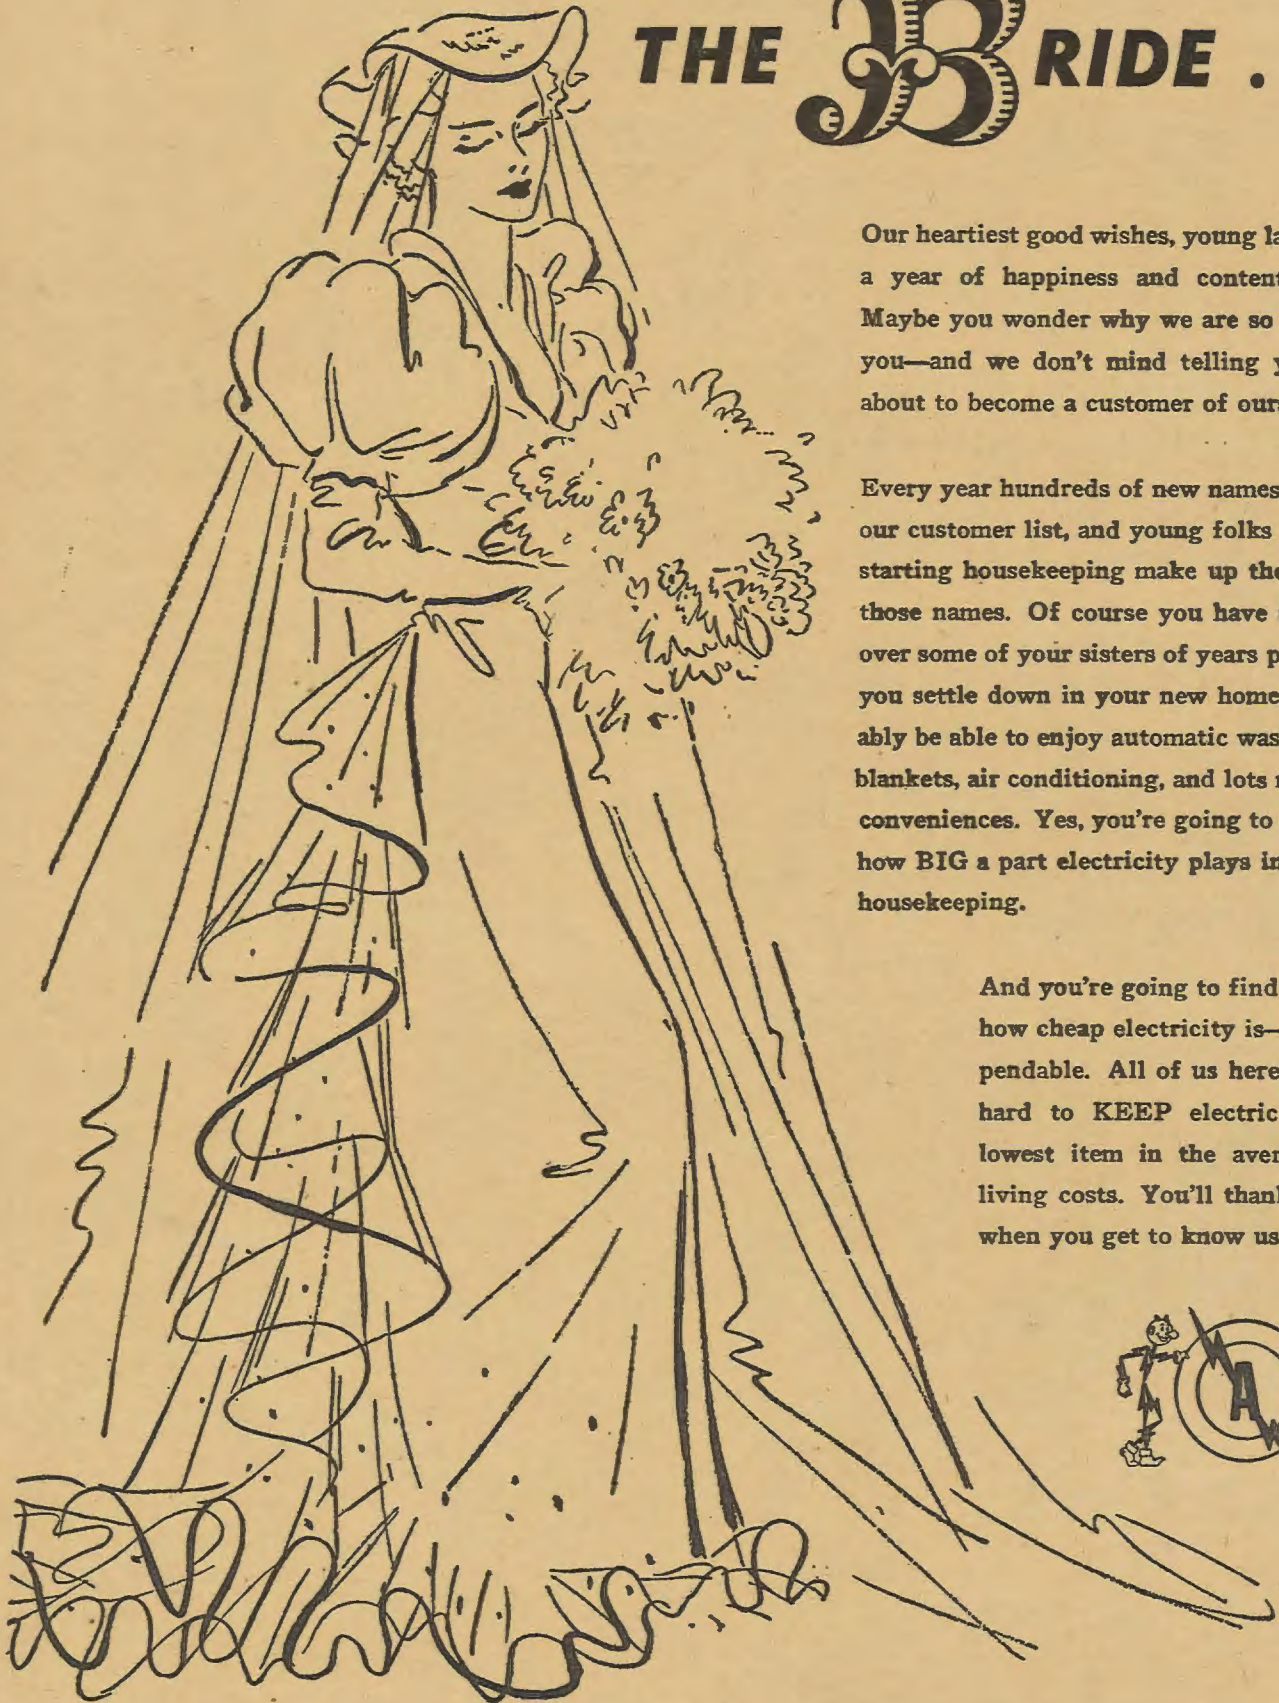 THE BRIDE .
Our heartiest good wishes, young la
a year of happiness and content
Maybe you wonder why we are so
you—and we don't mind telling y
about to become a customer of our
Every year hundreds of new names
our customer list, and young folks
starting housekeeping make up the
those names. Of course you have
over some of your sisters of years p
you settle down in your new home
ably be able to enjoy automatic was
blankets, air conditioning, and lots
conveniences. Yes, you're going to
how BIG a part electricity plays in
housekeeping.
And you're going to find
how cheap electricity is—
pendable. All of us here
hard to KEEP electric
lowest item in the aver
living costs. You'll than
when you get to know us
A